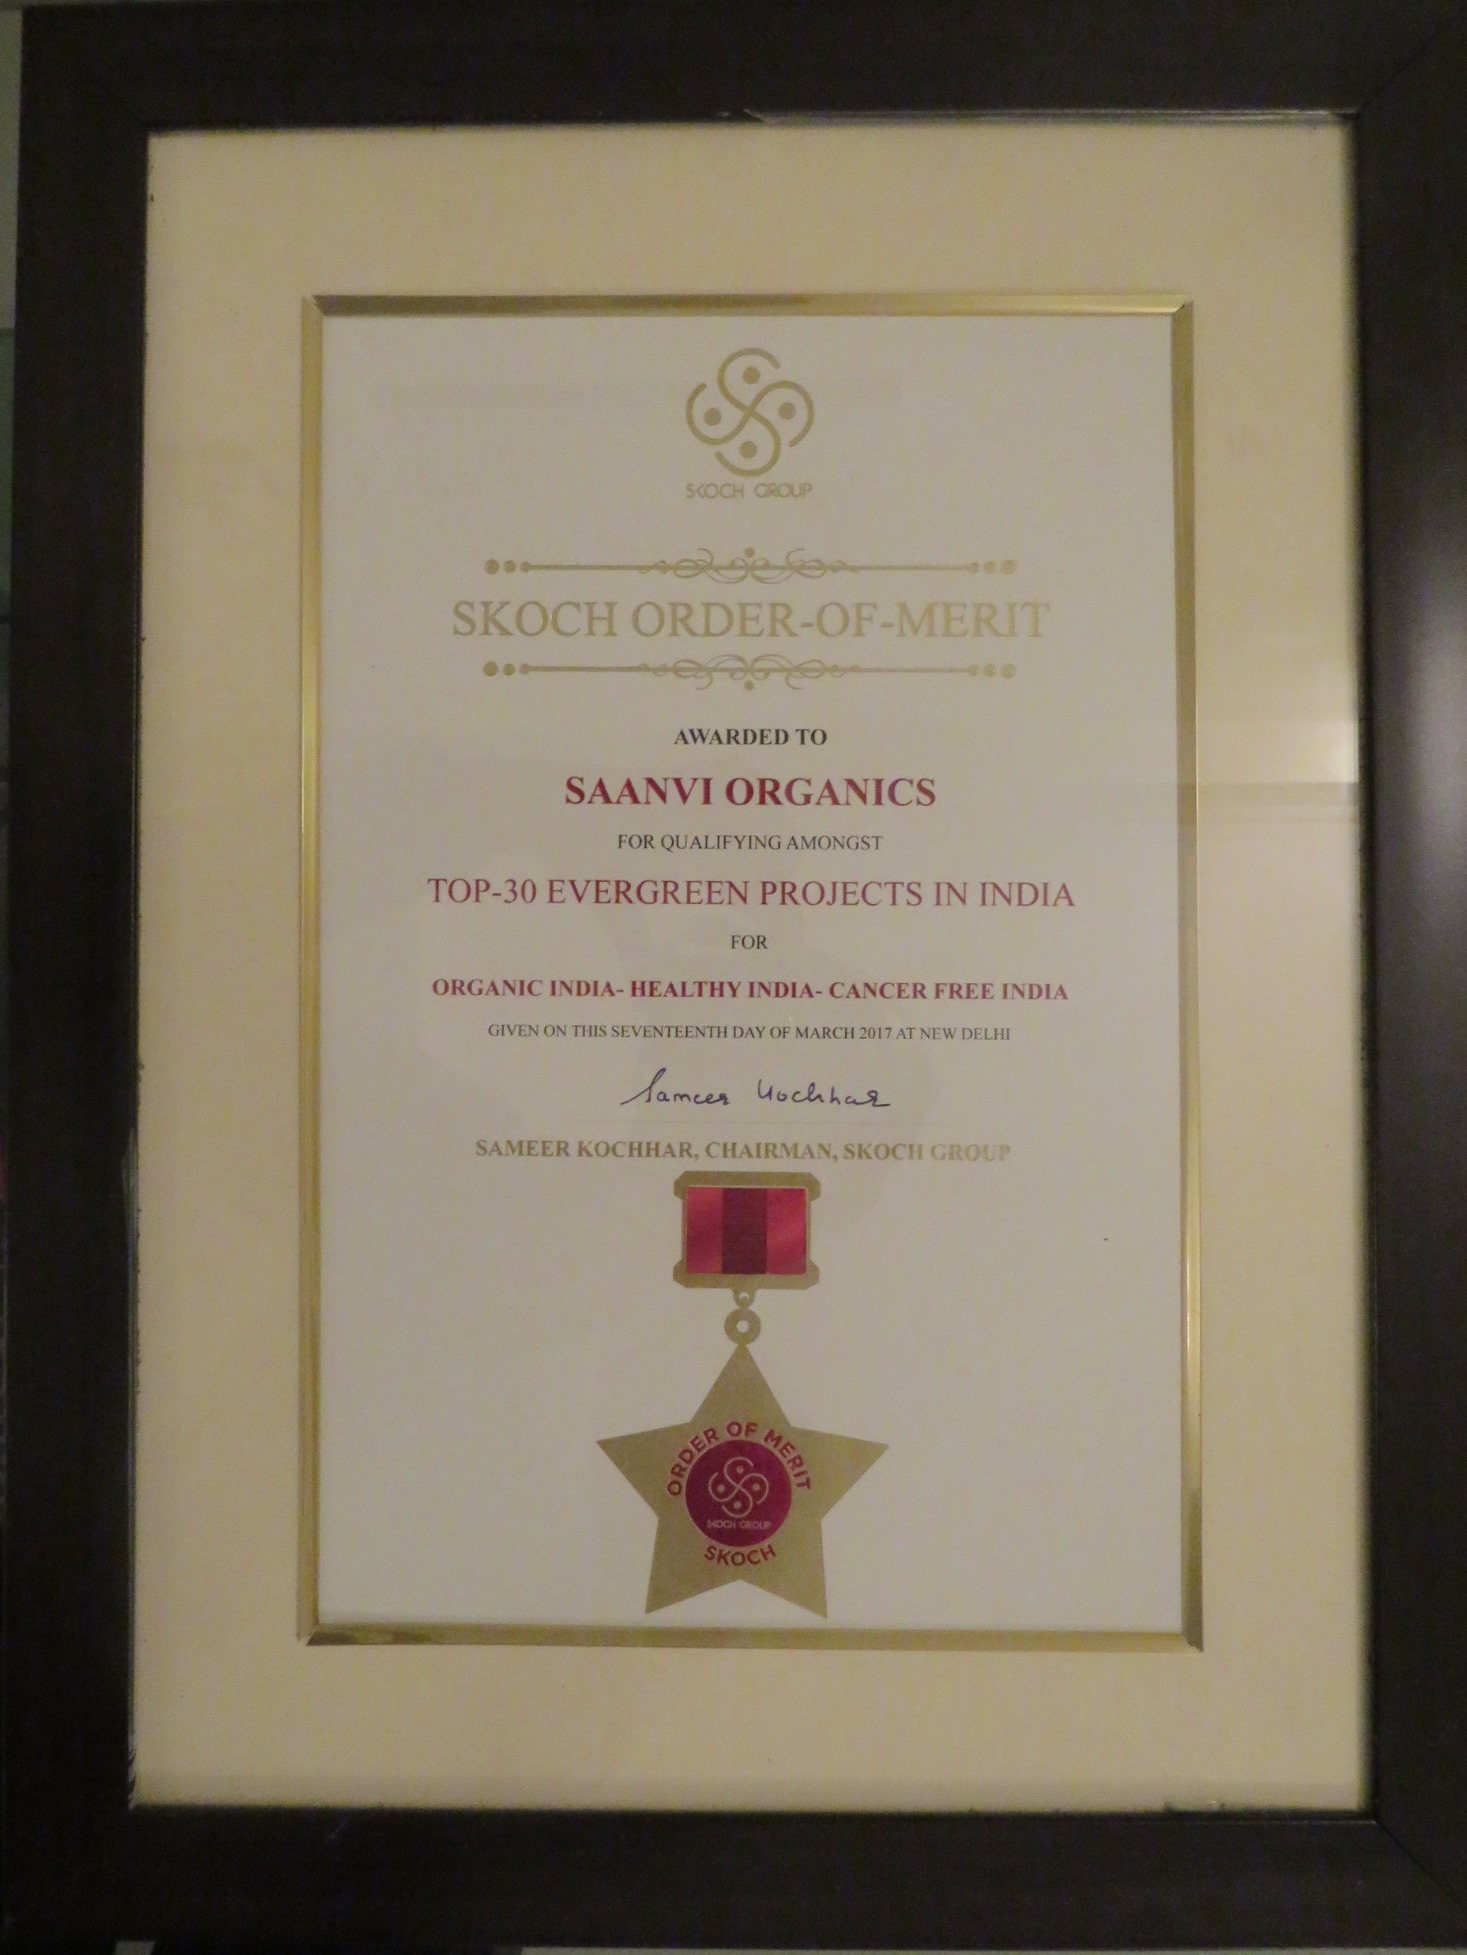 SKOCH GROUP
SKOCH ORDER-OF-MERIT
AWARDED TO
SAANVI ORGANICS
FOR QUALIFYING AMONGST
TOP-30 EVERGREEN PROJECTS IN INDIA
FOR
ORGANIC INDIA- HEALTHY INDIA- CANCER FREE INDIA
GIVEN ON THIS SEVENTEENTH DAY OF MARCH 2017 AT NEW DELHI
Sameer Kochhar
SAMEER KOCHHAR, CHAIRMAN, SKOCH GROUP
ORDER OF MERIT
SKOCH GROUP
SKOCH